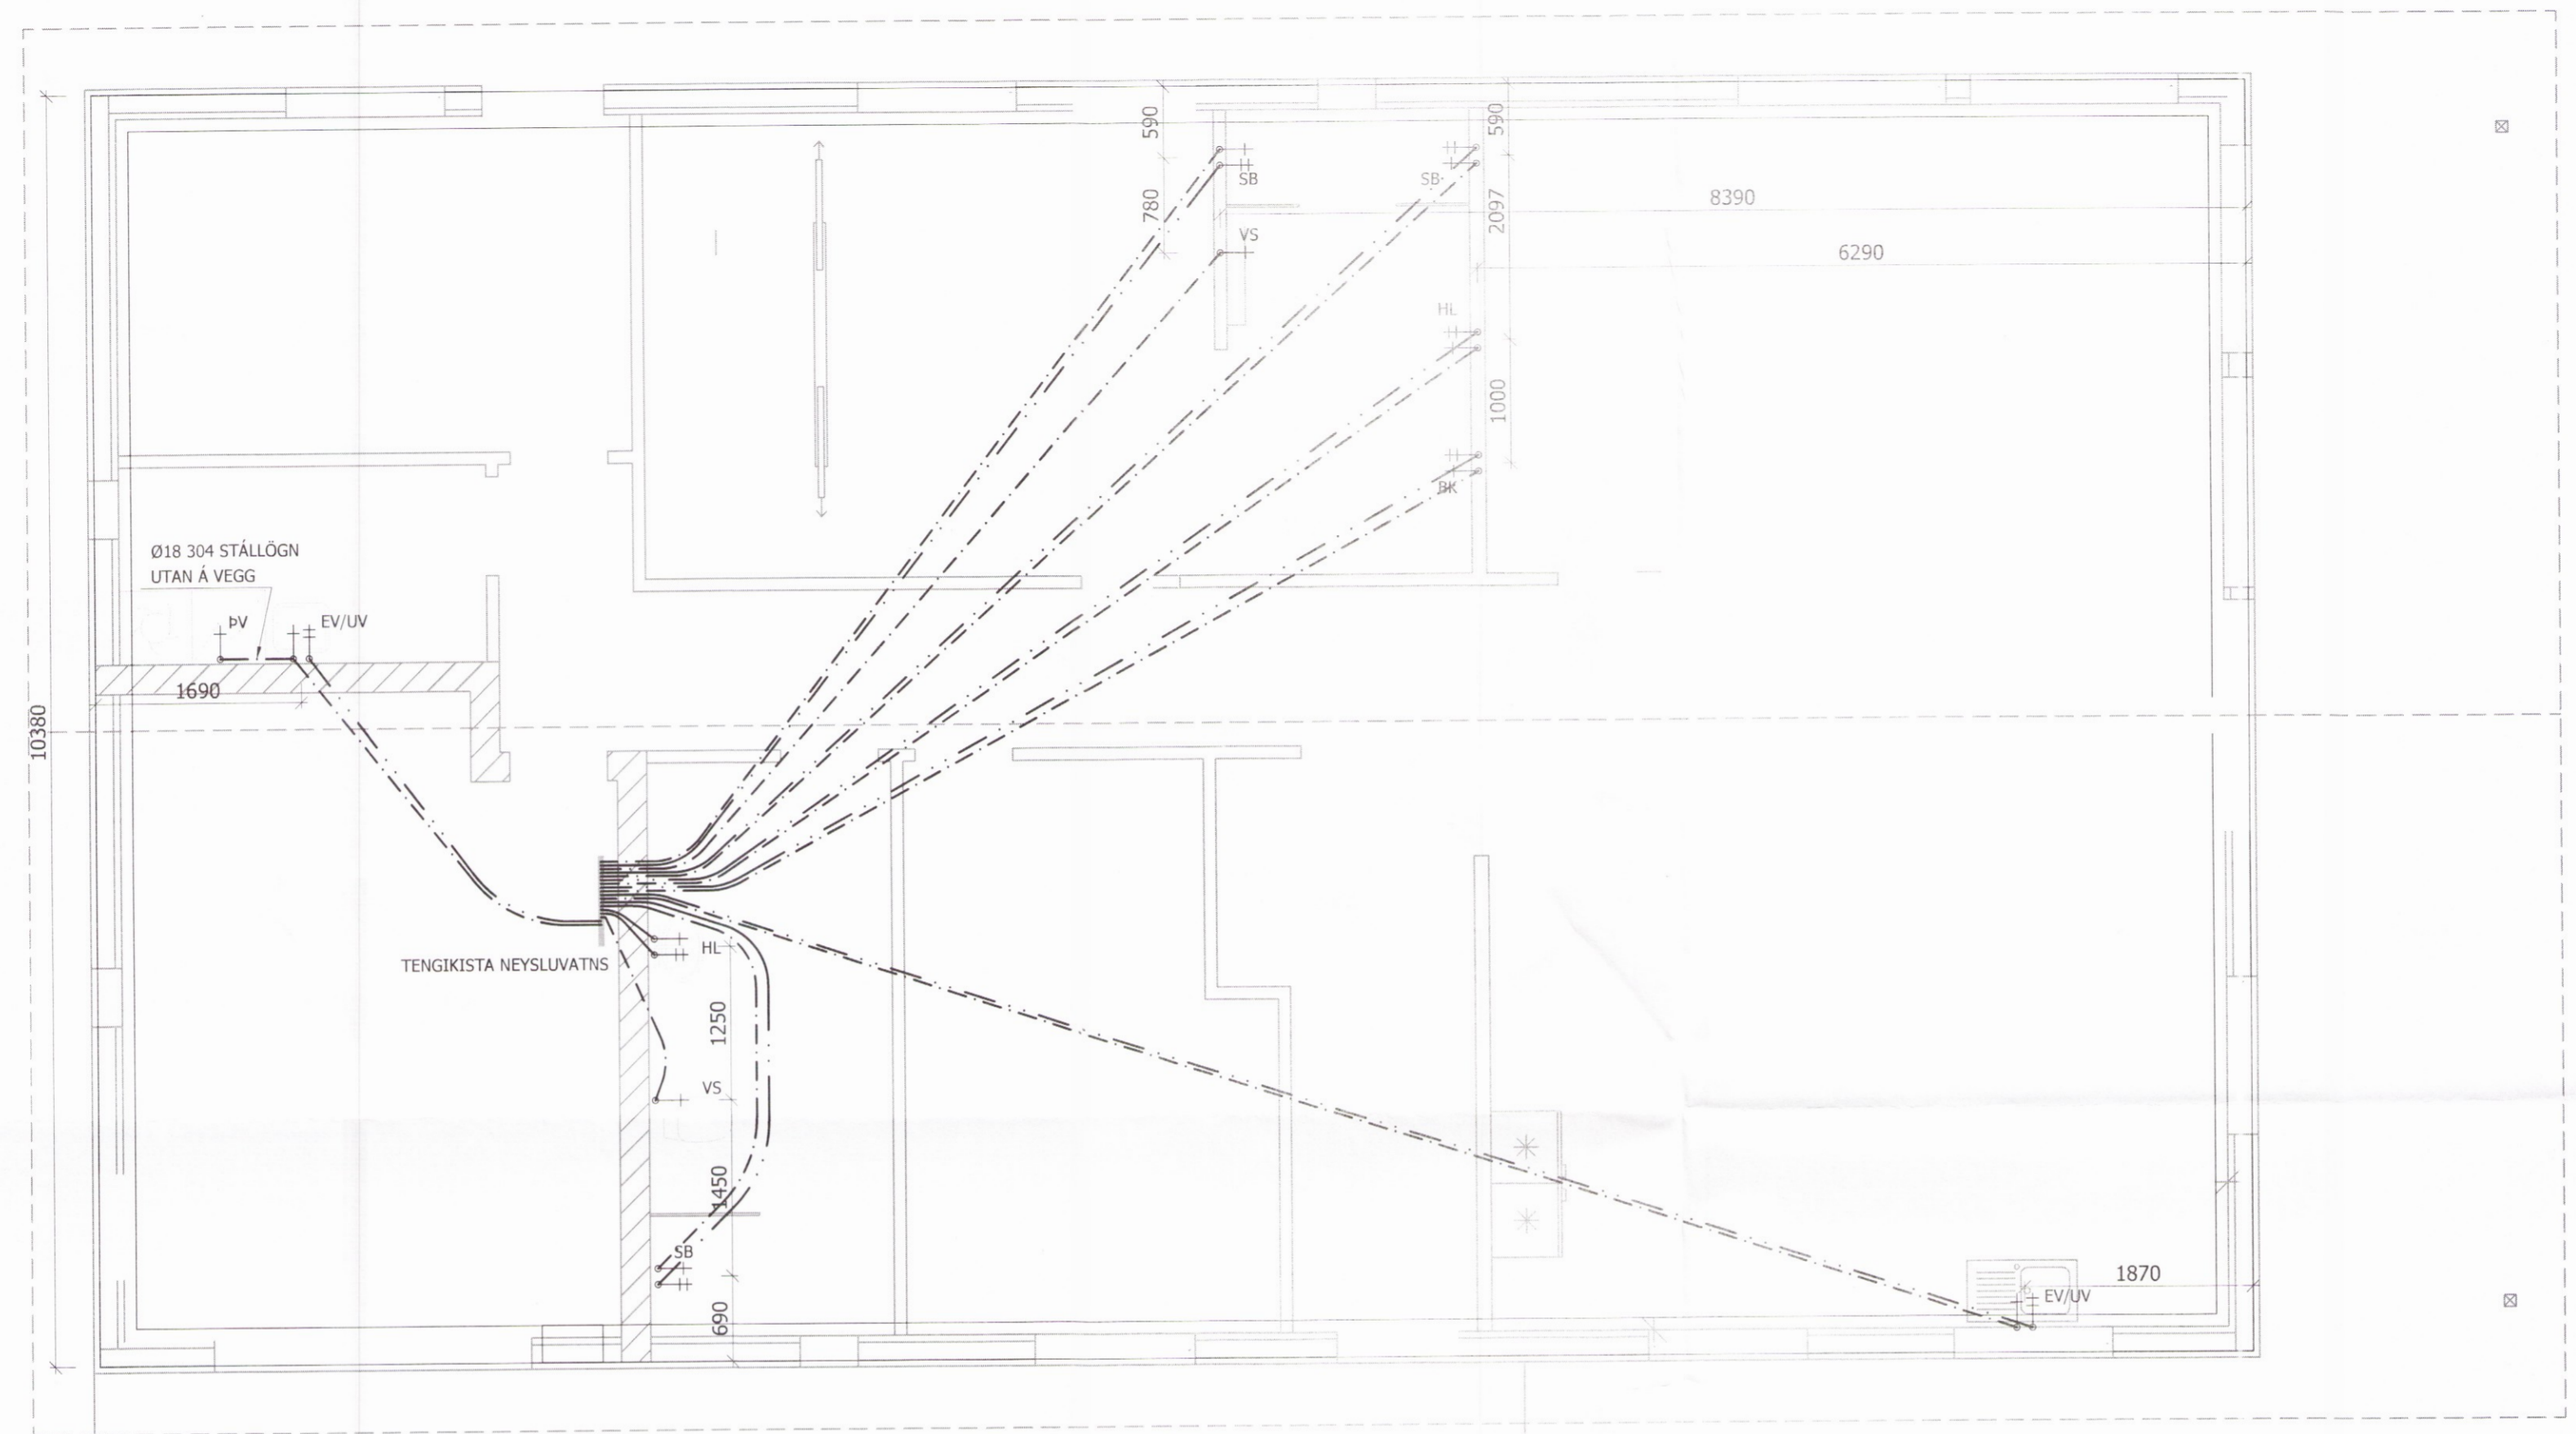 590
590
SB
SB
780
2097
8390
VS
6290
HL
1000
BK
Ø18 304 STÁLLÖGN
UTAN Á VEGG
ÞV
EV/UV
1690
10380
HL
TENGIKISTA NEYSLUVATNS
1250
VS
1450
SB
1870
EV/UV
690